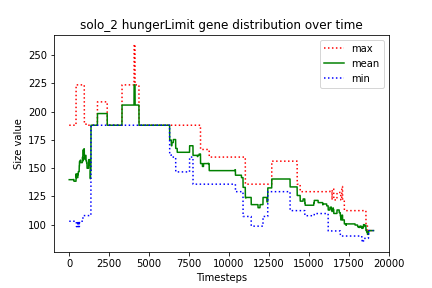 solo_2 hungerLimit gene distribution over time
max
mean
min
Size value
250
225
200
175
150
125
100
0
2500
5000
7500
10000
12500
15000
17500
20000
Timesteps